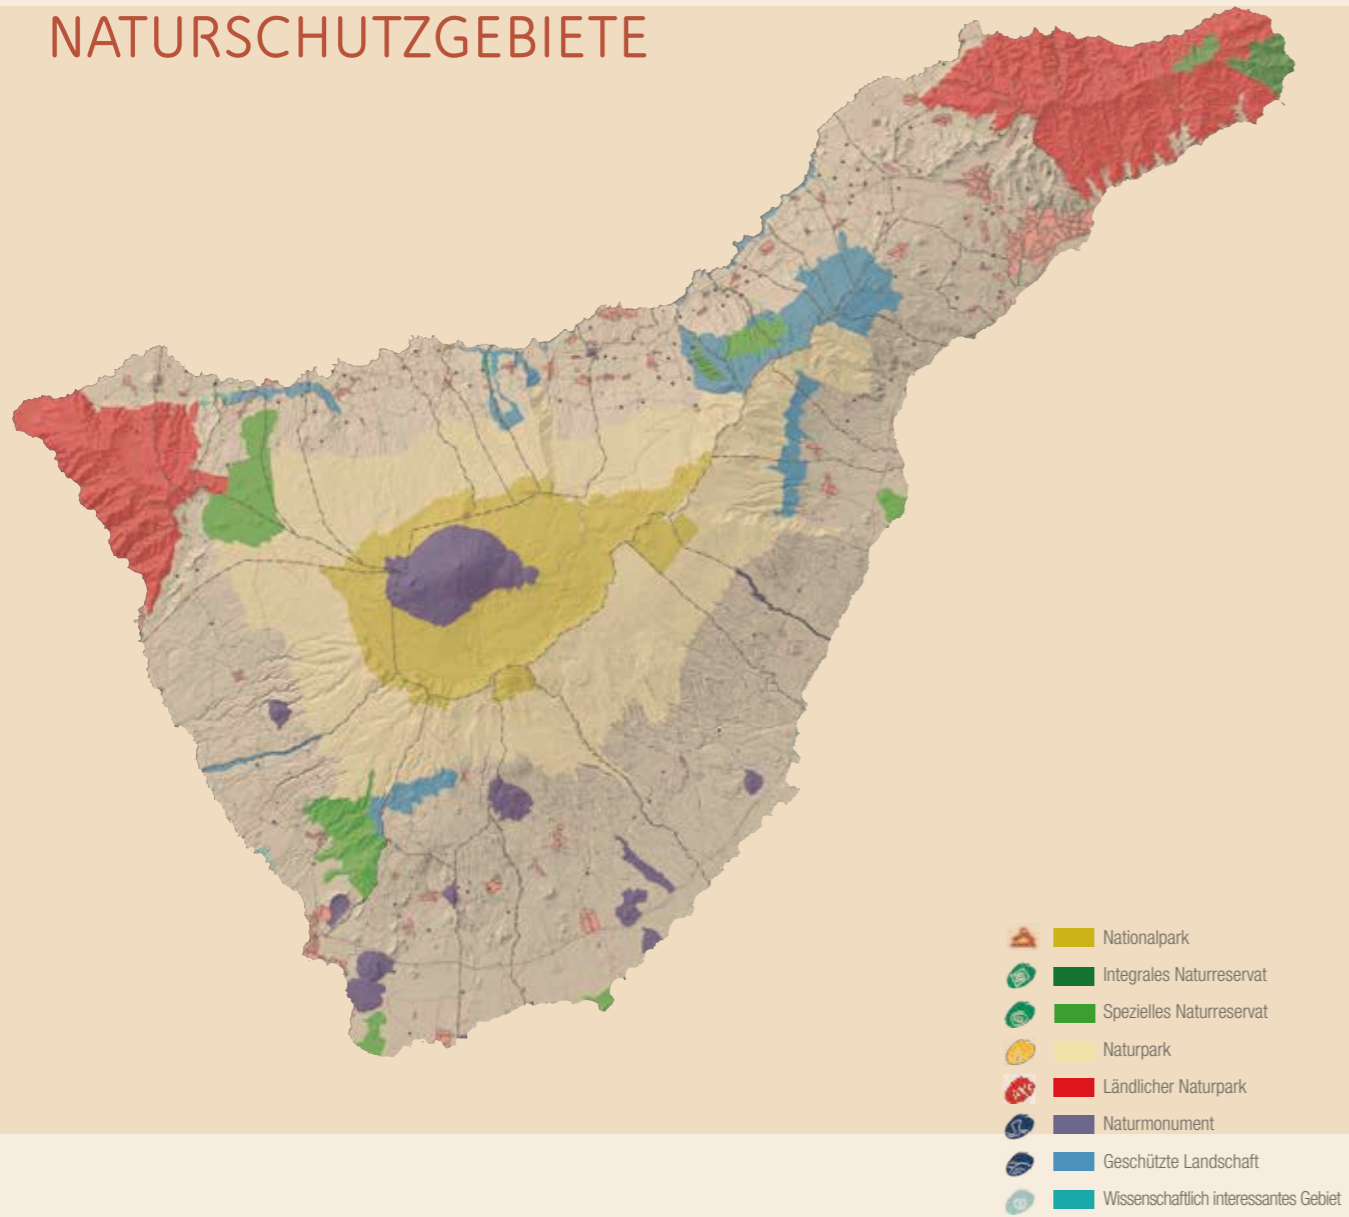 NATURSCHUTZGEBIETE
Nationalpark
Integrales Naturreservat
Spezielles Naturreservat
Naturpark
Ländlicher Naturpark
Naturmonument
Geschützte Landschaft
Wissenschaftlich interessantes Gebiet